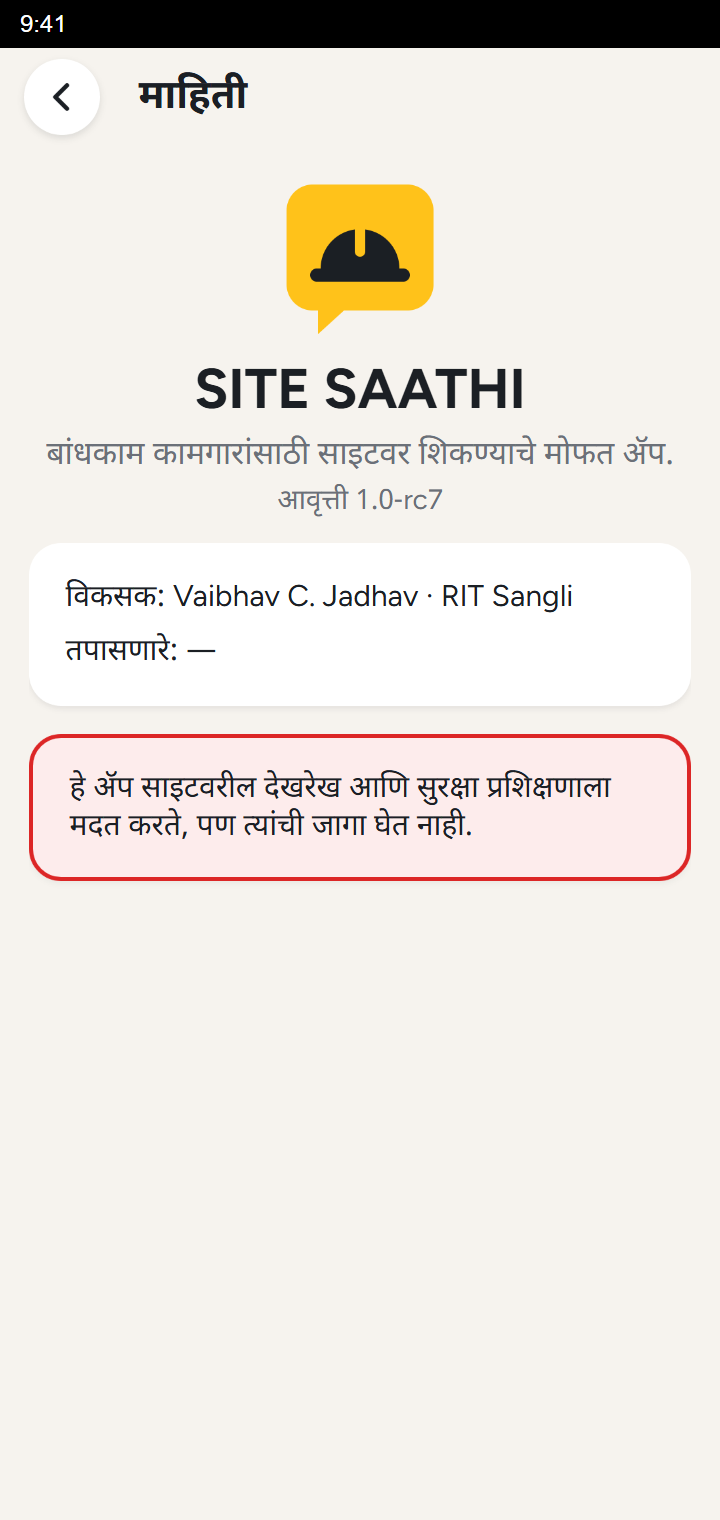 9:41
माहिती
SITE SAATHI
बांधकाम कामगारांसाठी साइटवर शिकण्याचे मोफत ॲप.
आवृत्ती 1.0-rc7
विकसक: Vaibhav C. Jadhav · RIT Sangli
तपासणारे: —
हे ॲप साइटवरील देखरेख आणि सुरक्षा प्रशिक्षणाला
मदत करते, पण त्यांची जागा घेत नाही.